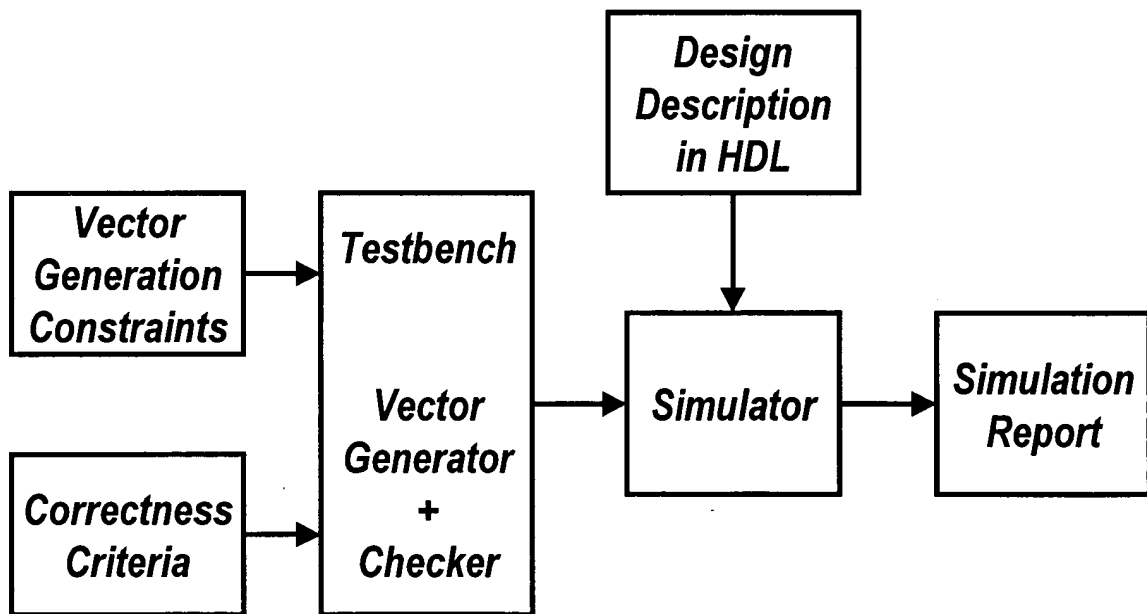 Design
Description
in HDL
Vector
Generation
Constraints
Testbench
Vector
Generator
+
Checker
Correctness
Criteria
Simulator
Simulation
Report